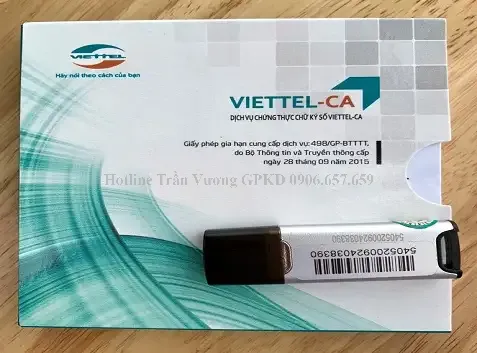 VIETTEL
Hãy nói theo cách của bạn
VIETTEL-CA
DỊCH VỤ CHỨNG THỰC CHỮ KÝ SỐ VIETTEL-CA
Giấy phép gia hạn cung cấp dịch vụ: 498/GP-BTTTT,
do Bộ Thông tin và Truyền thông cấp
ngày 28 tháng 09 năm 2015
Hotline Trần Vương GPKD 0906.657.659
5405200924038390
5405200924038390